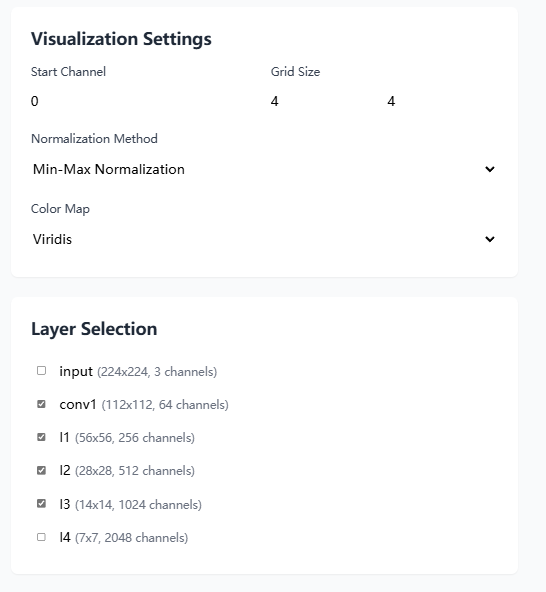 Visualization Settings
Start Channel
Grid Size
0
4
4
Normalization Method
Min-Max Normalization
Color Map
Viridis
Layer Selection
input (224x224, 3 channels)
conv1 (112x112, 64 channels)
l1 (56x56, 256 channels)
l2 (28x28, 512 channels)
l3 (14x14, 1024 channels)
l4 (7x7, 2048 channels)